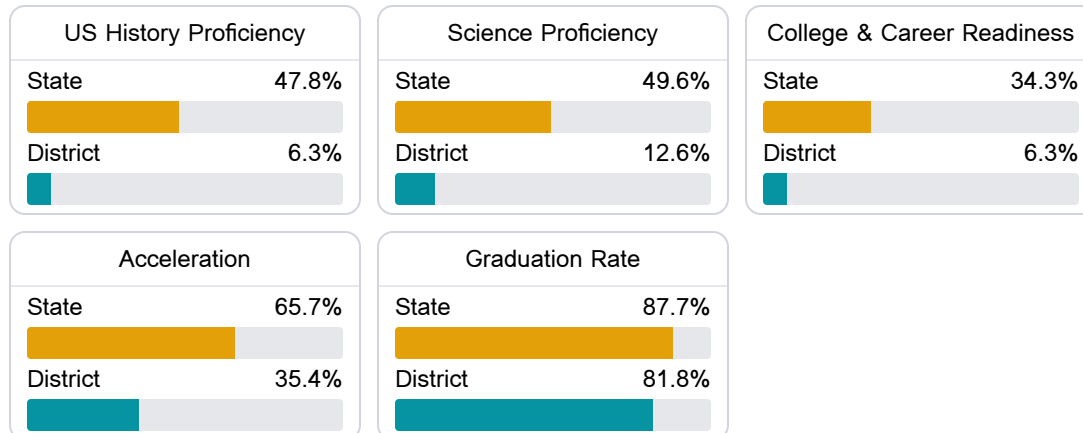 US History Proficiency
State 47.8%
District 6.3%
Science Proficiency
State 49.6%
District 12.6%
College & Career Readiness
State 34.3%
District 6.3%
Acceleration
State 65.7%
District 35.4%
Graduation Rate
State 87.7%
District 81.8%